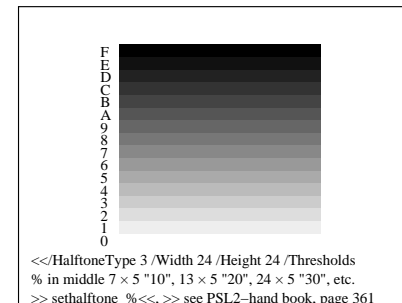 F
E
D
C
B
A
9
8
7
6
5
4
3
2
1
0
<</HalftoneType 3 /Width 24 /Height 24 /Thresholds
% in middle 7 × 5 "10", 13 × 5 "20", 24 × 5 "30", etc.
>> sethalftone %<<, >> see PSL2−hand book, page 361